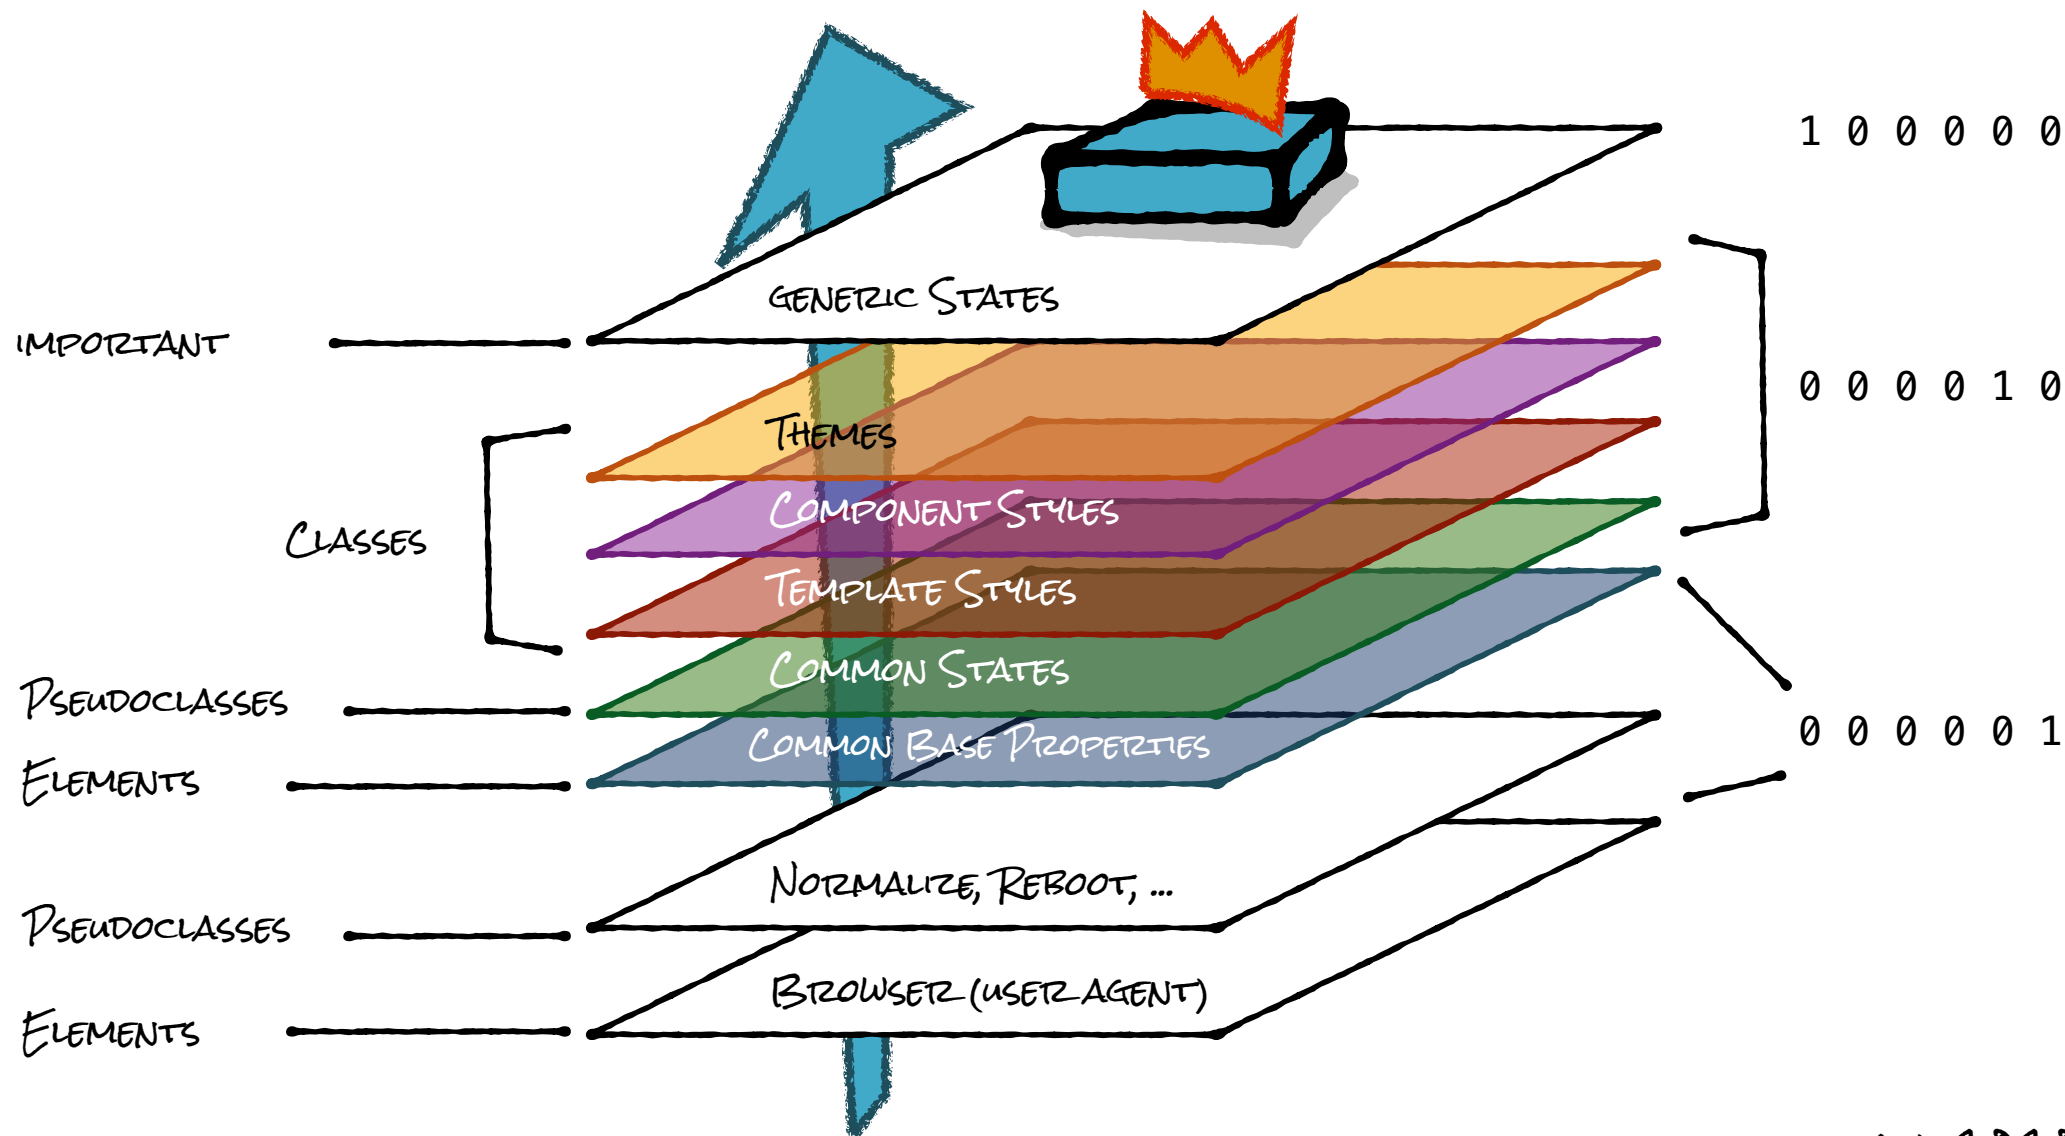 1 0 0 0 0 0
Generic States
important
0 0 0 0 1 0
Themes
Component Styles
Classes
Template Styles
Common States
Pseudoclasses
0 0 0 0 0 1
Common Base Properties
Elements
Normalize, Reboot, ...
Pseudoclasses
Browser (user agent)
Elements